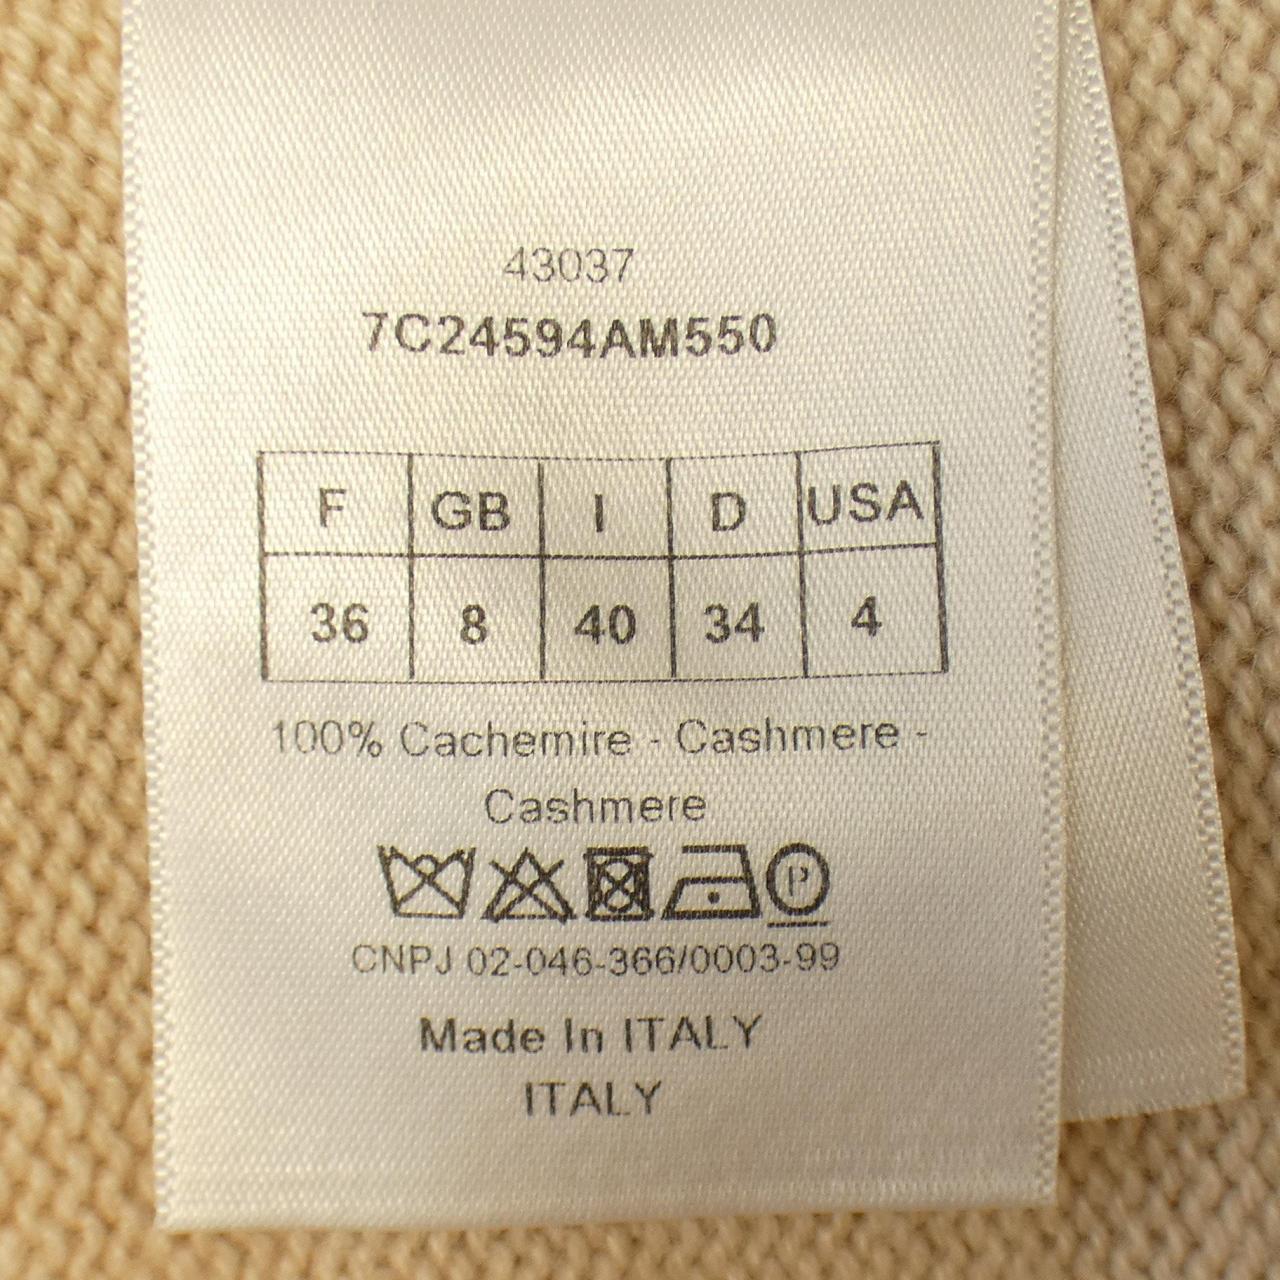 43037
7C24594AM550
F GB I D USA
36 8 40 34 4
100% Cachemire - Cashmere -
Cashmere
P
CNPJ 02-046-366/0003-99
Made In ITALY
ITALY